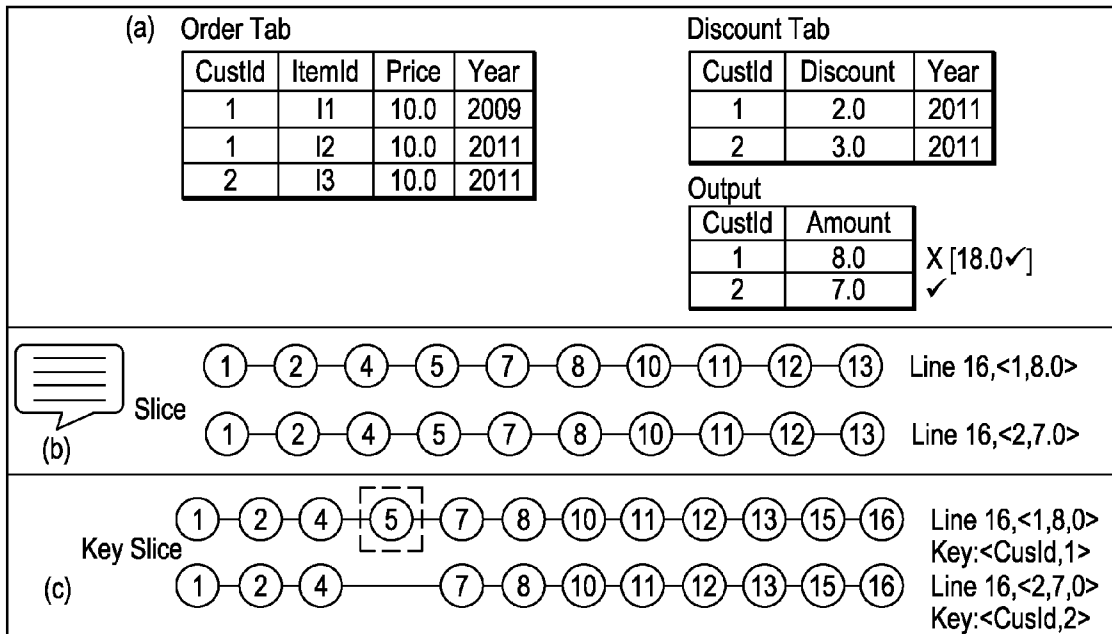 (a) Order Tab
CustId ItemId Price Year
1 I1 10.0 2009
1 I2 10.0 2011
2 I3 10.0 2011
Discount Tab
CustId Discount Year
1 2.0 2011
2 3.0 2011
Output
CustId Amount
1 8.0 X [18.0✓]
2 7.0 ✓
(b) Slice
1 2 4 5 7 8 10 11 12 13 Line 16,<1,8.0>
1 2 4 5 7 8 10 11 12 13 Line 16,<2,7.0>
(c) Key Slice
1 2 4 5 7 8 10 11 12 13 15 16 Line 16,<1,8,0>
Key:<CusId,1>
1 2 4 7 8 10 11 12 13 15 16 Line 16,<2,7,0>
Key:<CusId,2>